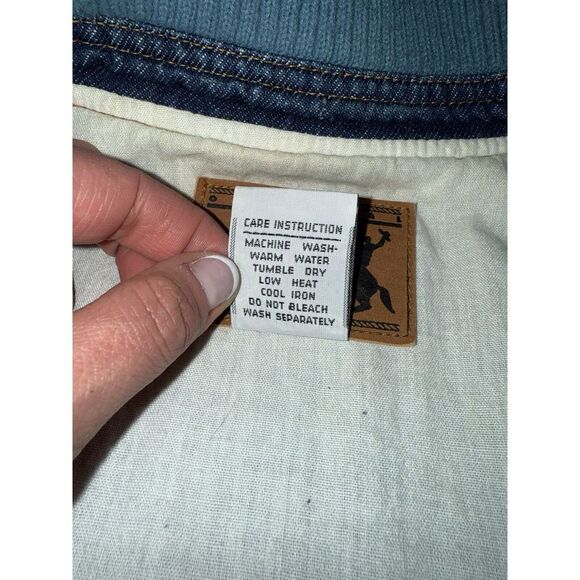 CARE INSTRUCTION
MACHINE WASH-
WARM WATER
TUMBLE DRY
LOW HEAT
COOL IRON
DO NOT BLEACH
WASH SEPARATELY